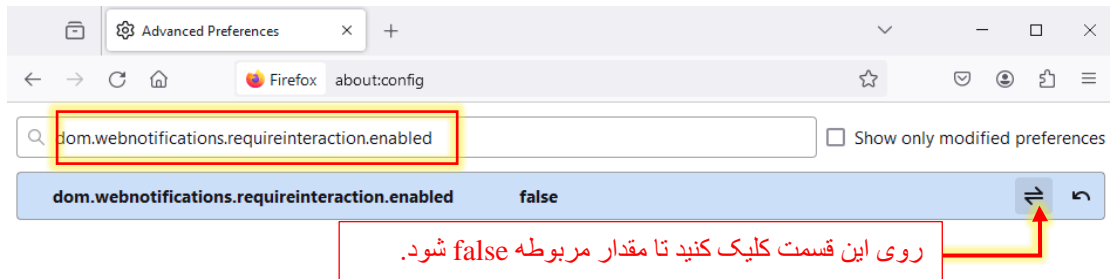 Advanced Preferences
Firefox about:config
dom.webnotifications.requireinteraction.enabled Show only modified preferences
dom.webnotifications.requireinteraction.enabled false
روی این قسمت کلیک کنید تا مقدار مربوطه false شود.